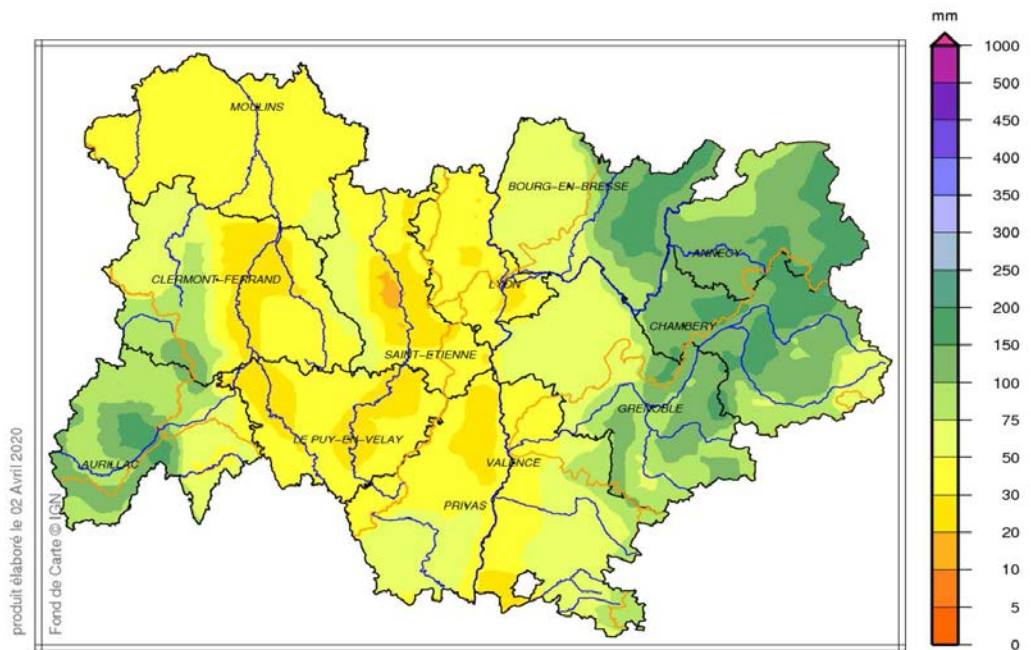 mm
1000
500
450
400
350
300
250
200
150
100
75
50
30
20
10
5
0
MOULINS
BOURG-EN-BRESSE
ANNECY
CLERMONT-FERRAND
LYON
CHAMBERY
SAINT-ETIENNE
GRENOBLE
LE PUY-EN-VELAY
VALENCE
AURILLAC
PRIVAS
produit élaboré le 02 Avril 2020
Fond de Carte © IGN